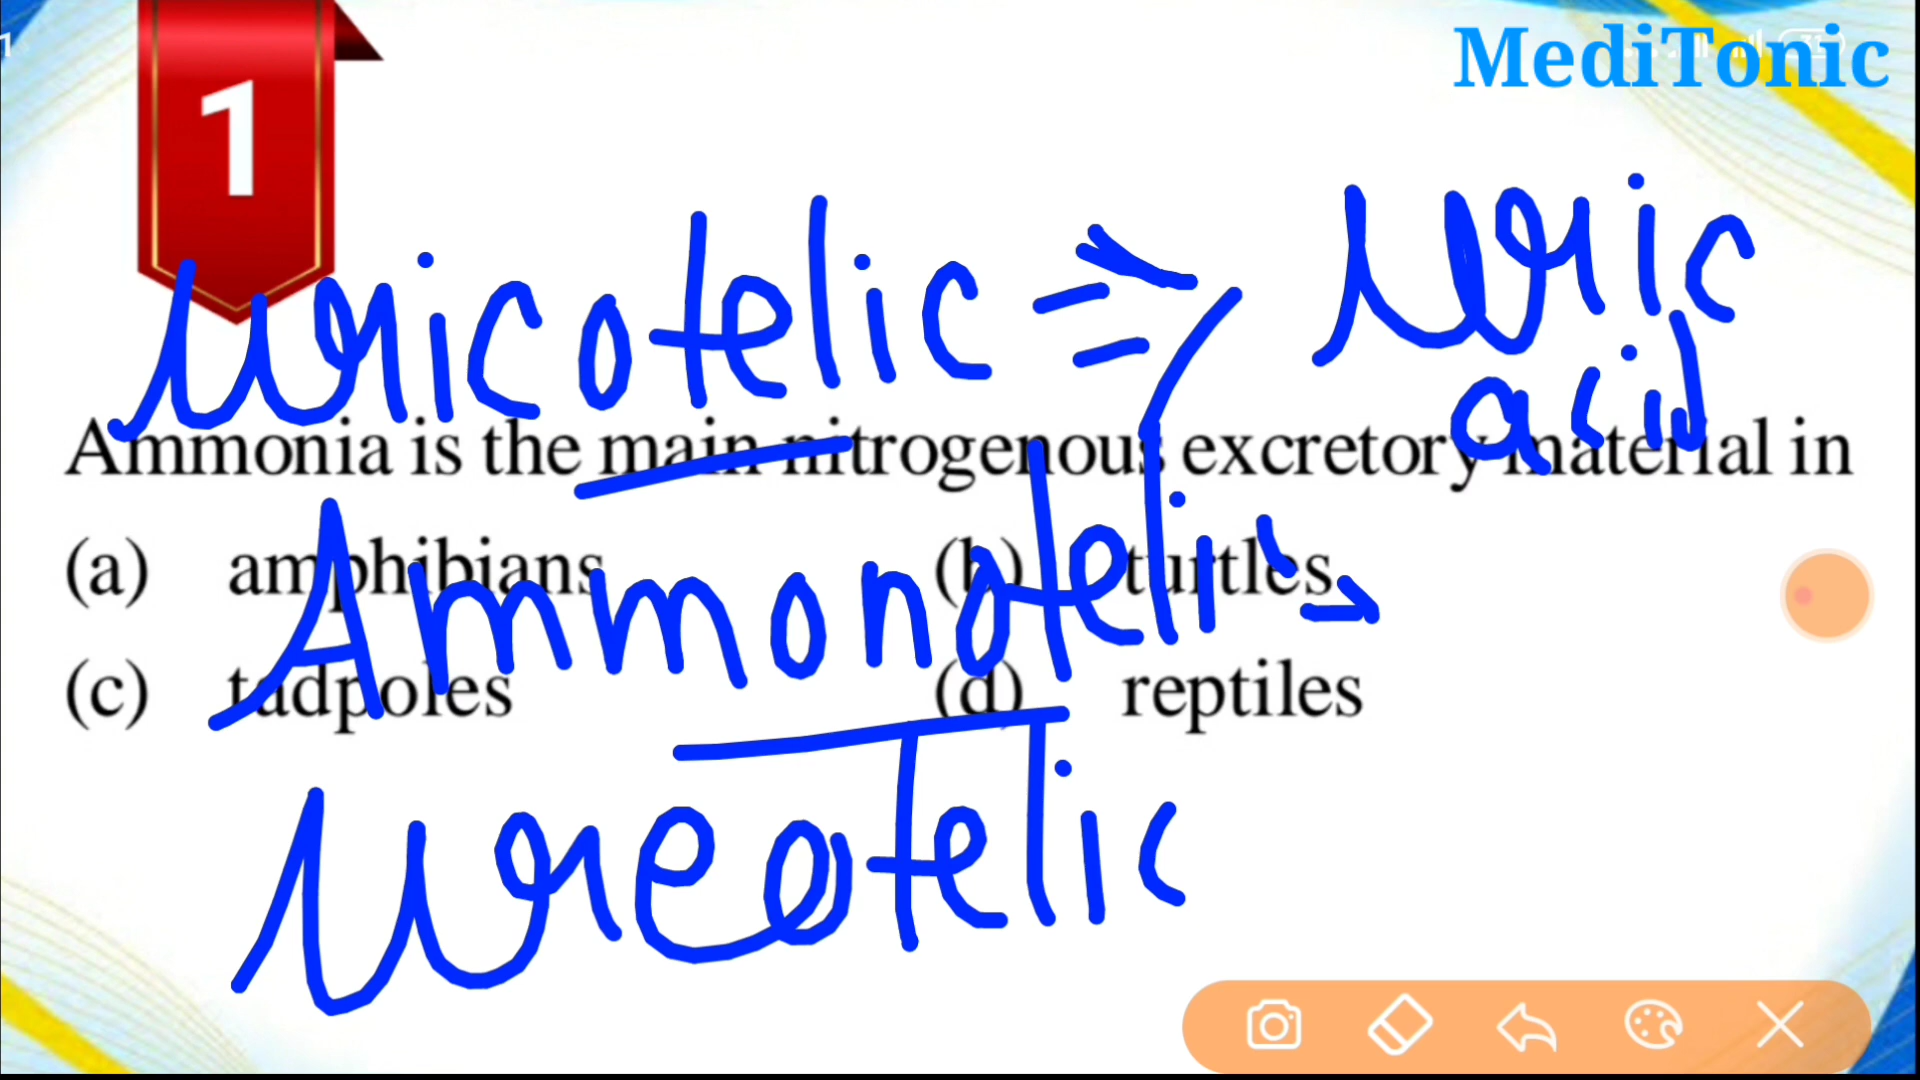 MediTonic
1
Uricotelic => Uric
acid
Ammonia is the main nitrogenous excretory material in
(a) amphibians (b) turtles
Ammonotelic →
(c) tadpoles (d) reptiles
Ureotelic